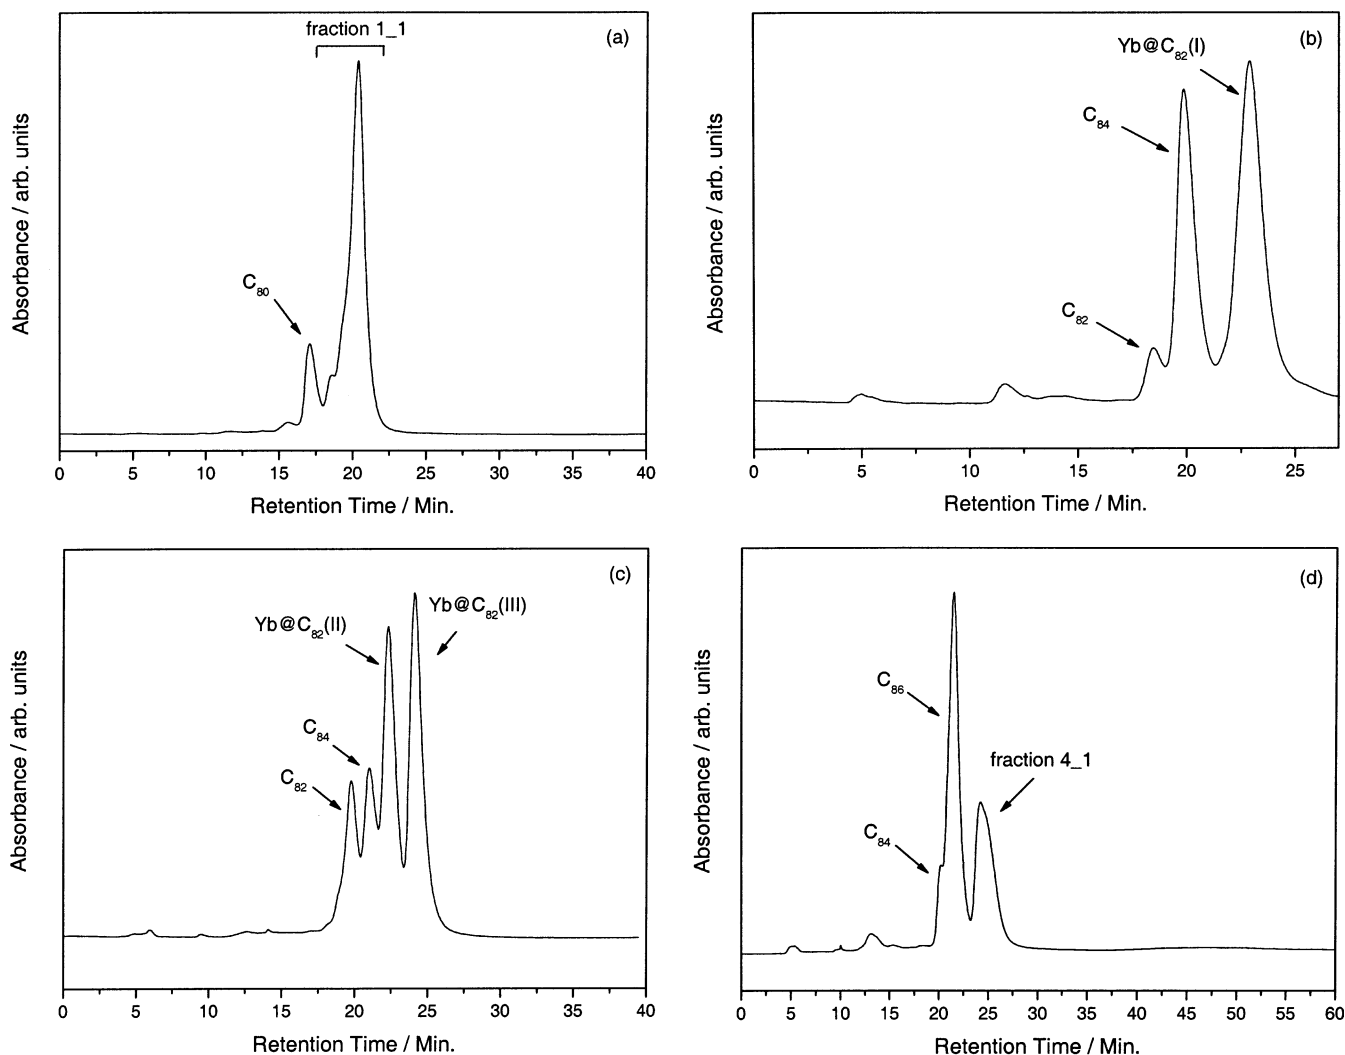 fraction 1_1
(a)
C80
Absorbance / arb. units
0 5 10 15 20 25 30 35 40
Retention Time / Min.
(b)
Yb@C82(I)
C84
C82
Absorbance / arb. units
0 5 10 15 20 25
Retention Time / Min.
(c)
Yb@C82(III)
Yb@C82(II)
C84
C82
Absorbance / arb. units
0 5 10 15 20 25 30 35 40
Retention Time / Min.
(d)
C86
fraction 4_1
C84
Absorbance / arb. units
0 5 10 15 20 25 30 35 40 45 50 55 60
Retention Time / Min.